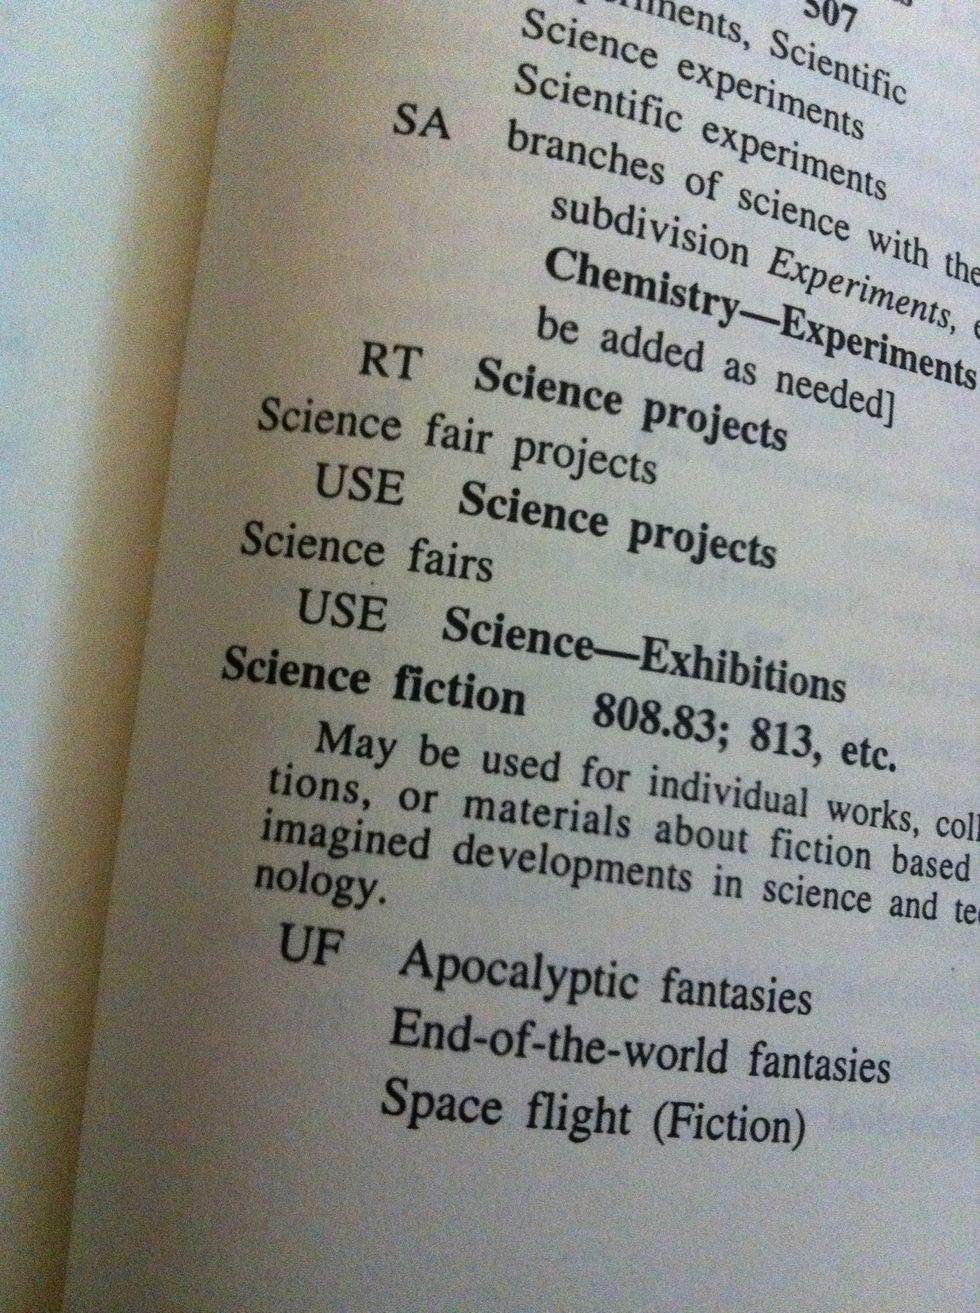 507
Scientific
Science experiments
Scientific experiments
SA branches of science with the
subdivision Experiments,
Chemistry—Experiments
be added as needed]
RT Science projects
Science fair projects
USE Science projects
Science fairs
USE Science—Exhibitions
Science fiction 808.83; 813, etc.
May be used for individual works, coll
tions, or materials about fiction based
imagined developments in science and
nology.
UF Apocalyptic fantasies
End-of-the-world fantasies
Space flight (Fiction)